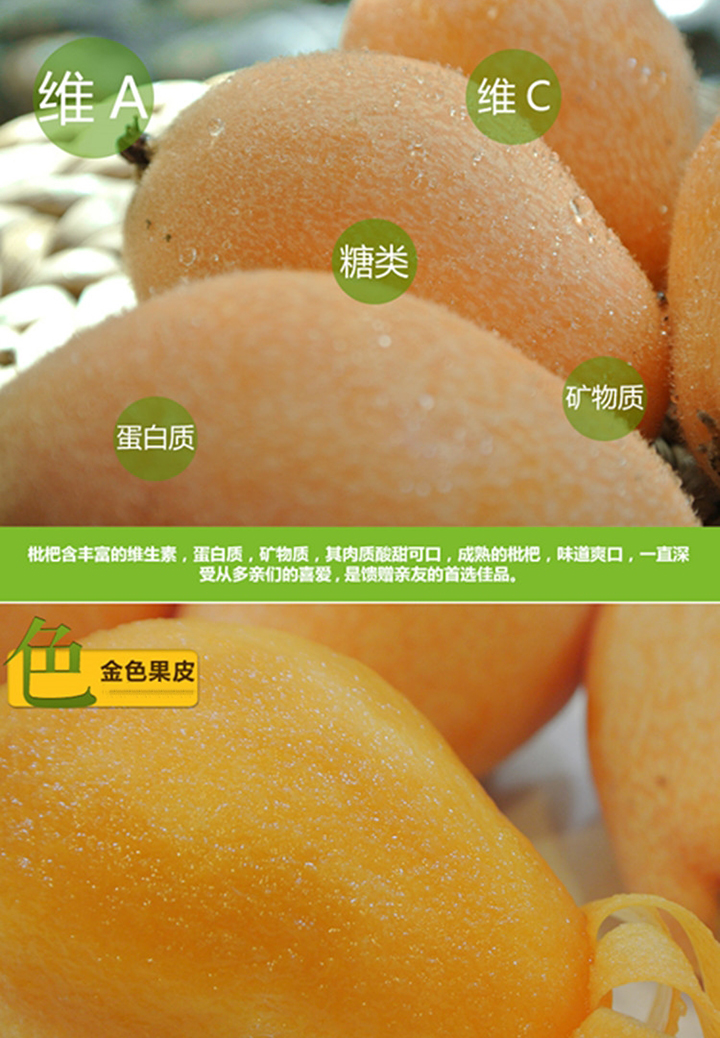 维A
维C
糖类
矿物质
蛋白质
枇杷含丰富的维生素，蛋白质，矿物质，其肉质酸甜可口，成熟的枇杷，味道爽口，一直深
受从多亲们的喜爱，是馈赠亲友的首选佳品。
色
金色果皮